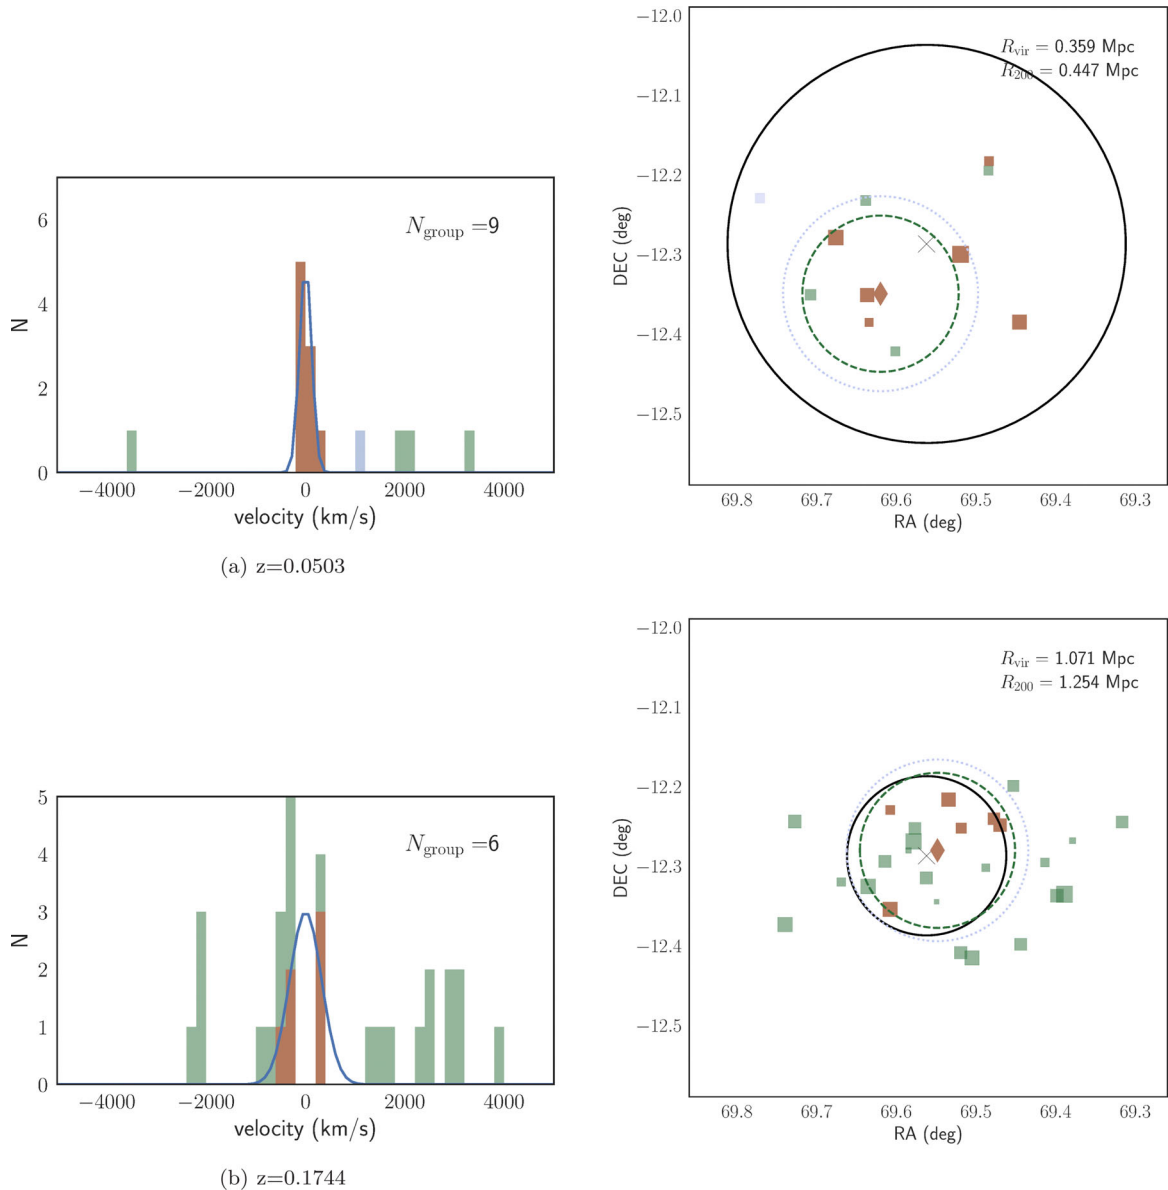 −12.0
R_vir = 0.359 Mpc
R_200 = 0.447 Mpc
−12.1
−12.2
−12.3
−12.4
−12.5
DEC (deg)
69.8 69.7 69.6 69.5 69.4 69.3
RA (deg)
N_group =9
6
4
2
0
N
−4000 −2000 0 2000 4000
velocity (km/s)
(a) z=0.0503
−12.0
R_vir = 1.071 Mpc
R_200 = 1.254 Mpc
−12.1
−12.2
−12.3
−12.4
−12.5
DEC (deg)
69.8 69.7 69.6 69.5 69.4 69.3
RA (deg)
N_group =6
5
4
3
2
1
0
N
−4000 −2000 0 2000 4000
velocity (km/s)
(b) z=0.1744